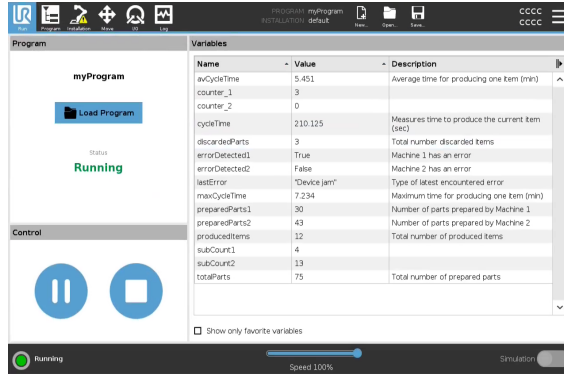 UR
Run
Program
Installation
Move
I/O
Log
PROGRAM myProgram
INSTALLATION default
New...
Open...
Save...
CCCC
CCCC
Program
myProgram
Load Program
Status
Running
Control
Variables
Name Value Description
avCycleTime 5.451 Average time for producing one item (min)
counter_1 3
counter_2 0
cycleTime 210.125 Measures time to produce the current item
(sec)
discardedParts 3 Total number discarded items
errorDetected1 True Machine 1 has an error
errorDetected2 False Machine 2 has an error
lastError "Device jam" Type of latest encountered error
maxCycleTime 7.234 Maximum time for producing one item (min)
preparedParts1 30 Number of parts prepared by Machine 1
preparedParts2 43 Number of parts prepared by Machine 2
producedItems 12 Total number of produced items
subCount1 4
subCount2 13
totalParts 75 Total number of prepared parts
Show only favorite variables
Running
Speed 100%
Simulation